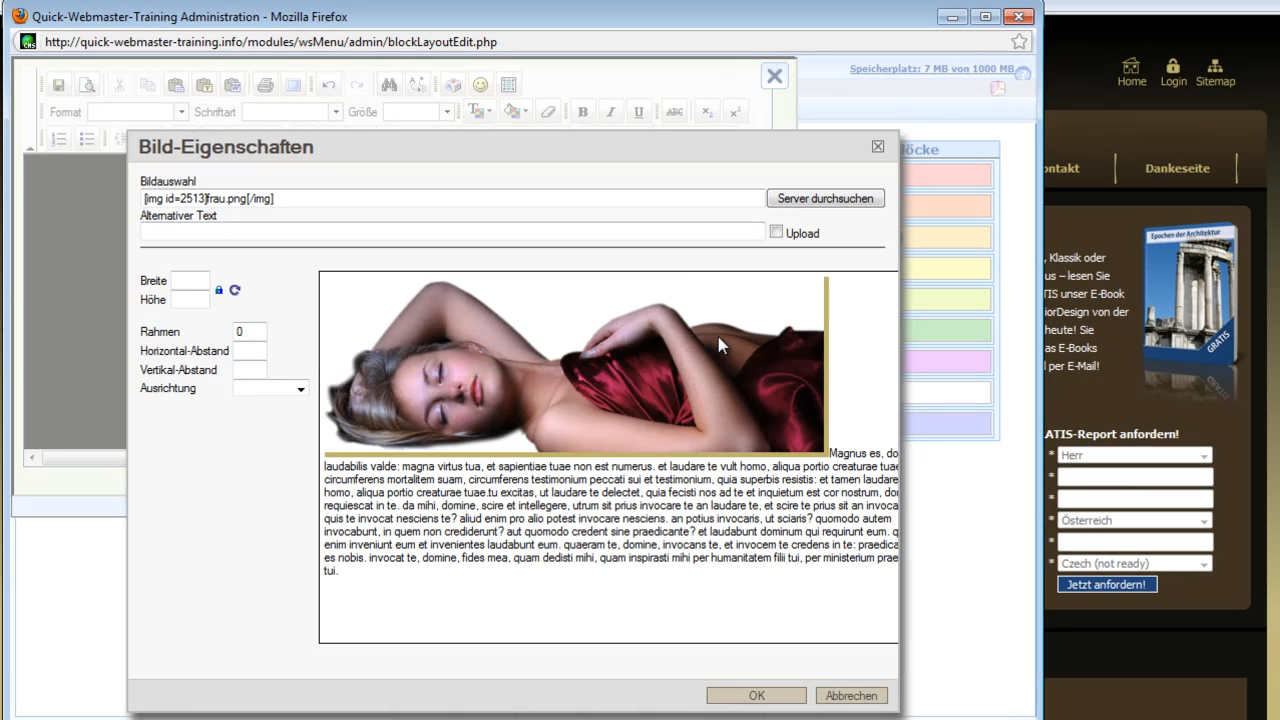 Quick-Webmaster-Training Administration - Mozilla Firefox
http://quick-webmaster-training.info/modules/wsMenu/admin/blockLayoutEdit.php
Speicherplatz: 7 MB von 1000 MB
Home Login Sitemap
Format Schriftart Größe
Bild-Eigenschaften
löcke
ntakt Dankeseite
Bildauswahl
[img id=2513]frau.png[/img] Server durchsuchen
Alternativer Text
Upload
Breite
Höhe
Rahmen 0
Horizontal-Abstand
Vertikal-Abstand
Ausrichtung
Magnus es, do
laudabilis valde: magna virtus tua, et sapientiae tuae non est numerus. et laudare te vult homo, aliqua portio creaturae tuae
circumferens mortalitem suam, circumferens testimonium peccati sui et testimonium, quia superbis resistis: et tamen laudare
homo, aliqua portio creaturae tuae.tu excitas, ut laudare te delectet, quia fecisti nos ad te et inquietum est cor nostrum, don
requiescat in te. da mihi, domine, scire et intellegere, utrum sit prius invocare te an laudare te, et scire te prius sit an invocar
quis te invocat nesciens te? aliud enim pro alio potest invocare nesciens. an potius invocaris, ut sciaris? quomodo autem
invocabunt, in quem non crediderunt? aut quomodo credent sine praedicante? et laudabunt dominum qui requirunt eum. q
enim inveniunt eum et invenientes laudabunt eum. quaeram te, domine, invocans te, et invocem te credens in te: praedica
es nobis. invocat te, domine, fides mea, quam dedisti mihi, quam inspirasti mihi per humanitatem filii tui, per ministerium prae
tui.
OK Abbrechen
, Klassik oder
us – lesen Sie
TIS unser E-Book
iorDesign von der
heute! Sie
as E-Books
l per E-Mail!
Epochen der Architektur
GRATIS
ATIS-Report anfordern!
* Herr
*
*
* Österreich
*
* Czech (not ready)
Jetzt anfordern!